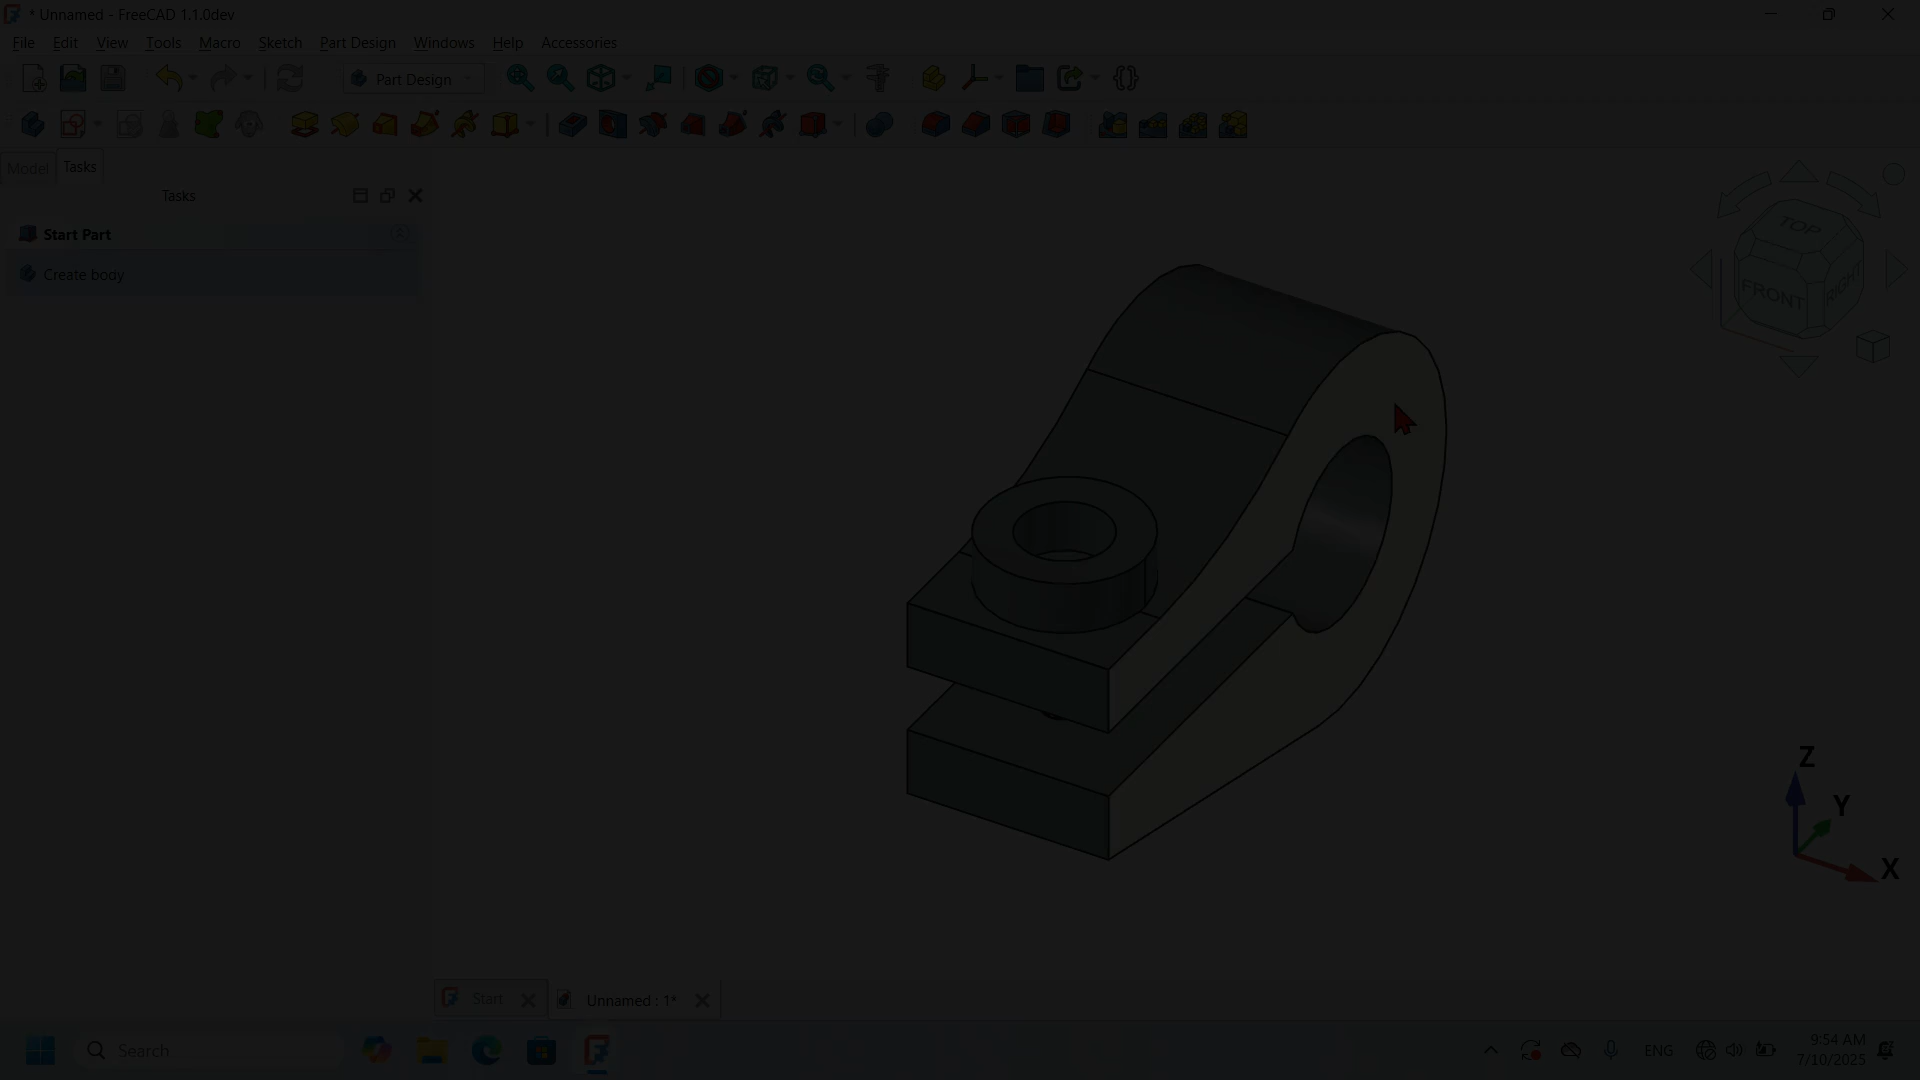 * Unnamed - FreeCAD 1.1.0dev
File Edit View Tools Macro Sketch Part Design Windows Help Accessories
Part Design
Model Tasks
Tasks
Start Part
Create body
TOP
FRONT
RIGHT
Z
Y
X
Start
Unnamed : 1*
Search
ENG
9:54 AM
7/10/2025